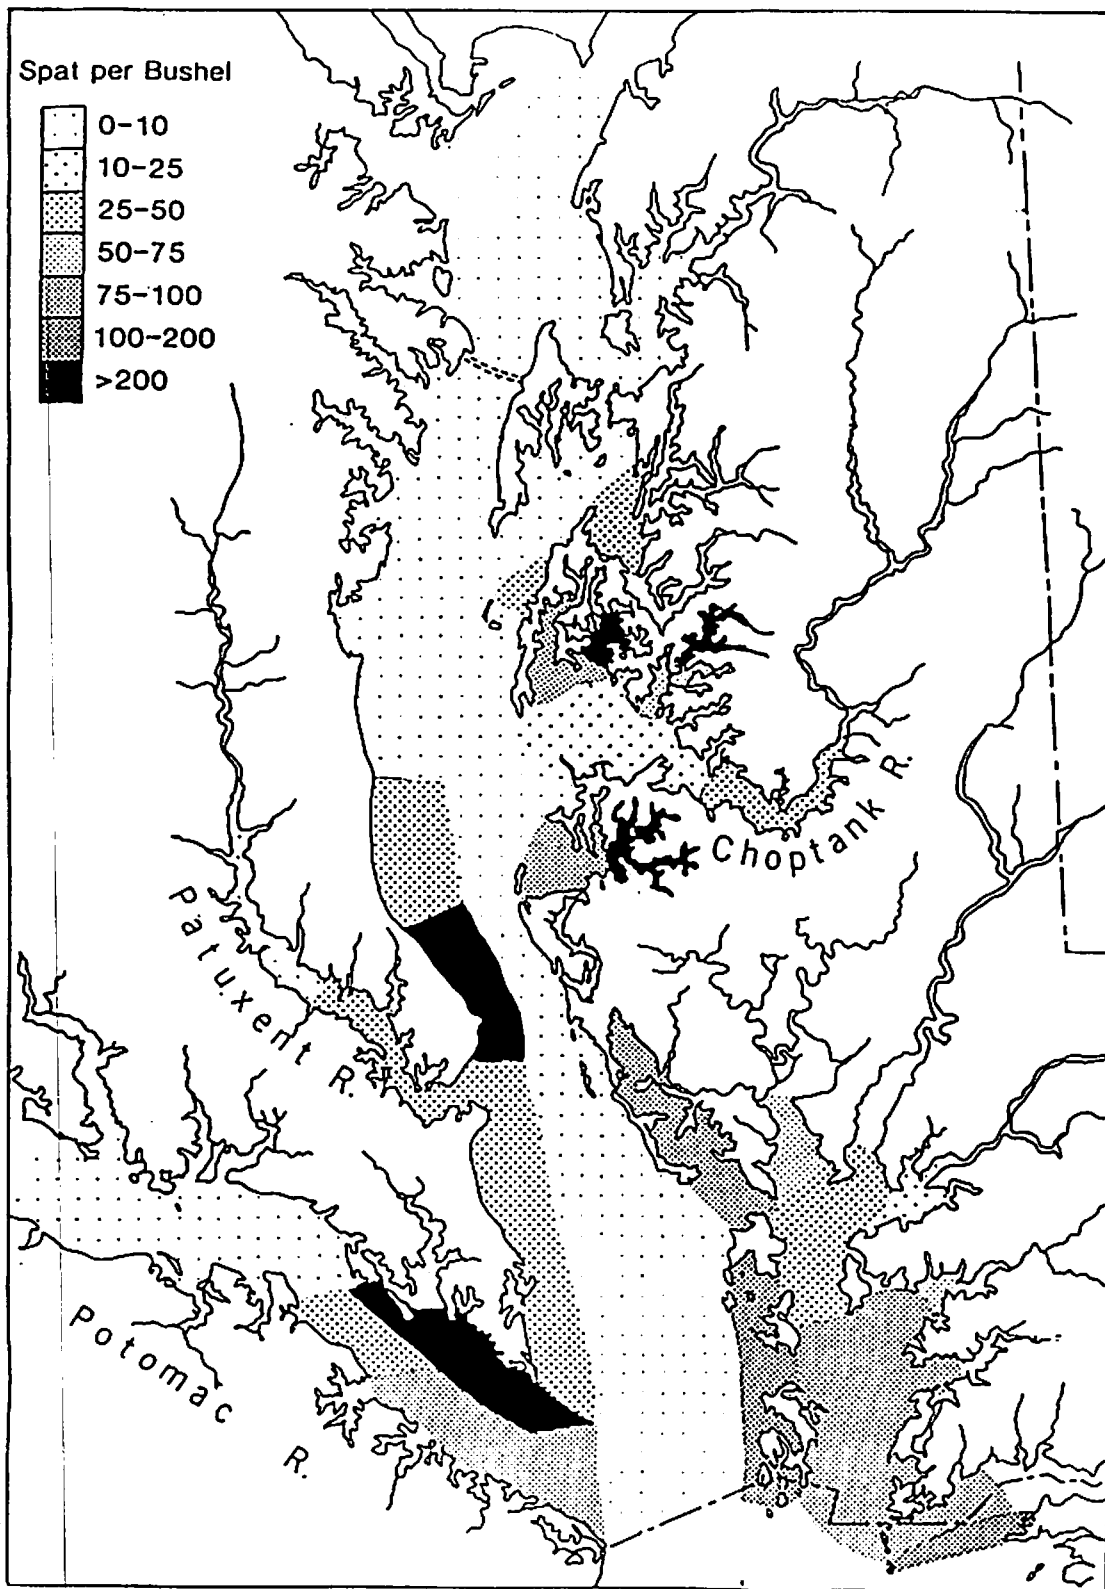 Spat per Bushel
0-10
10-25
25-50
50-75
75-100
100-200
>200
Choptank R.
Patuxent R.
Potomac R.